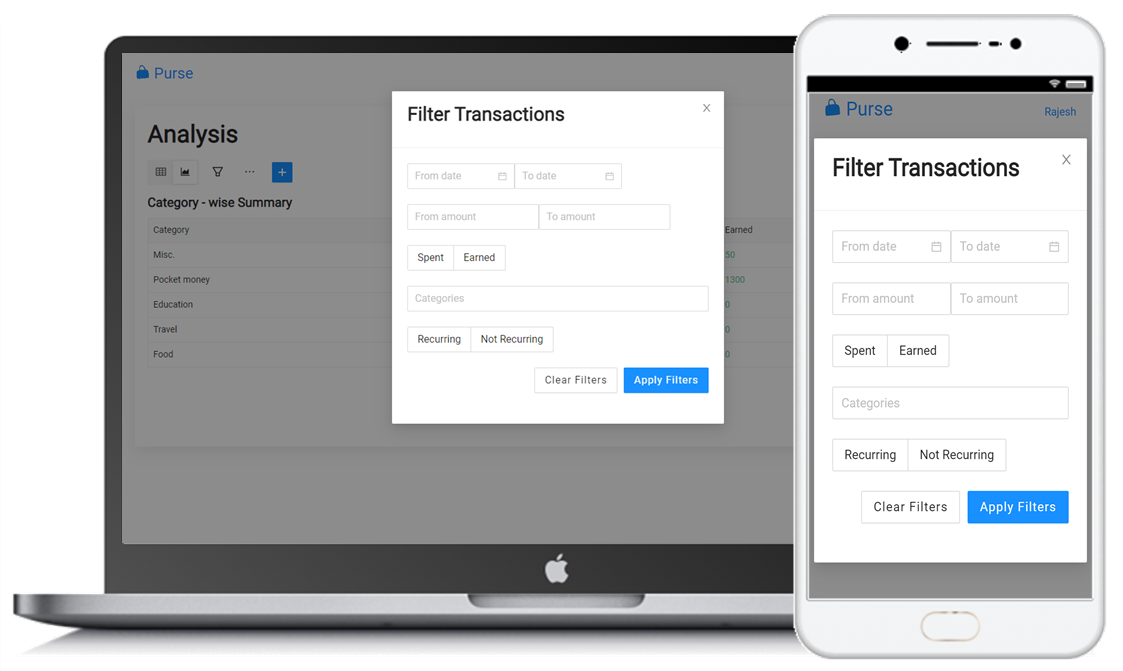 Purse
Analysis
Category - wise Summary
Category Earned
Misc. 50
Pocket money 1300
Education 0
Travel 0
Food 0
Filter Transactions
From date To date
From amount To amount
Spent Earned
Categories
Recurring Not Recurring
Clear Filters Apply Filters
Purse Rajesh
Filter Transactions
From date To date
From amount To amount
Spent Earned
Categories
Recurring Not Recurring
Clear Filters Apply Filters